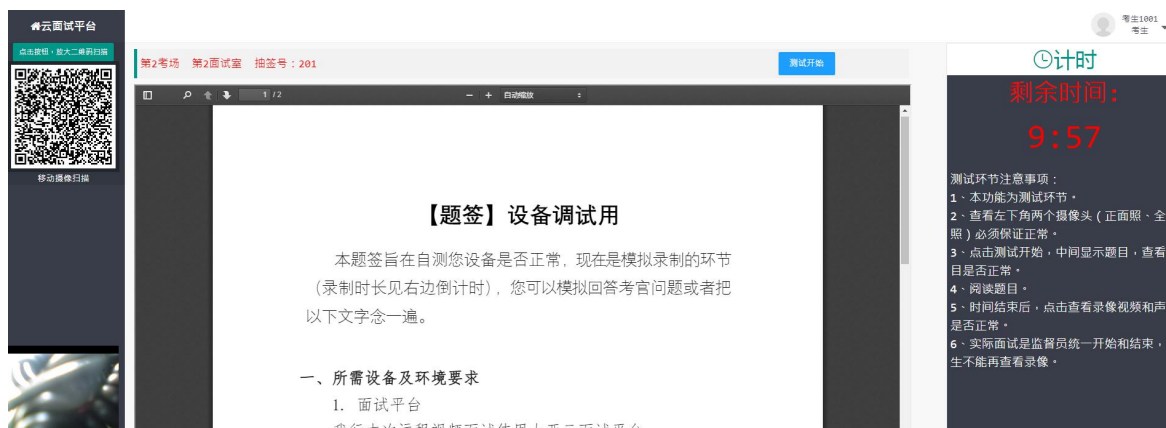 云面试平台
点击按钮,放大二维码扫描
移动摄像扫描
考生1001
考生
第2考场 第2面试室 抽签号:201
测试开始
1 /2
自动缩放
【题签】设备调试用
本题签旨在自测您设备是否正常,现在是模拟录制的环节
(录制时长见右边倒计时),您可以模拟回答考官问题或者把
以下文字念一遍。
一、所需设备及环境要求
1. 面试平台
计时
剩余时间:
9:57
测试环节注意事项:
1、本功能为测试环节。
2、查看左下角两个摄像头(正面照、全
照)必须保证正常。
3、点击测试开始,中间显示题目,查看
目是否正常。
4、阅读题目。
5、时间结束后,点击查看录像视频和声
是否正常。
6、实际面试是监督员统一开始和结束,
生不能再查看录像。